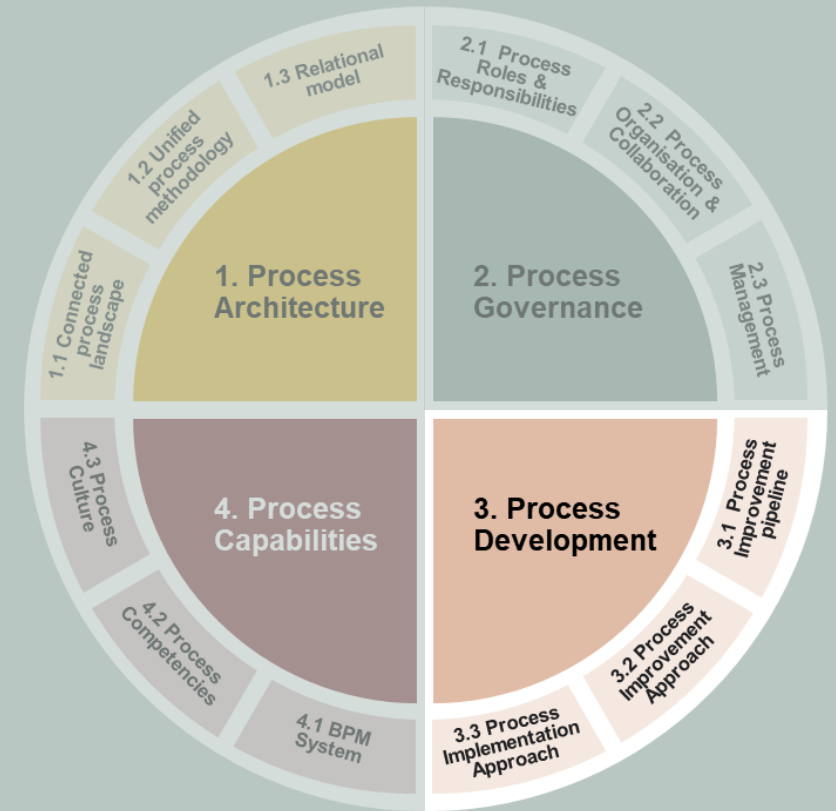 1. Process
Architecture
1.1 Connected
process
landscape
1.2 Unified
process
methodology
1.3 Relational
model
2. Process
Governance
2.1 Process
Roles &
Responsibilities
2.2 Process
Organisation &
Collaboration
2.3 Process
Management
3. Process
Development
3.1 Process
Improvement
pipeline
3.2 Process
Improvement
Approach
3.3 Process
Implementation
Approach
4. Process
Capabilities
4.1 BPM
System
4.2 Process
Competencies
4.3 Process
Culture